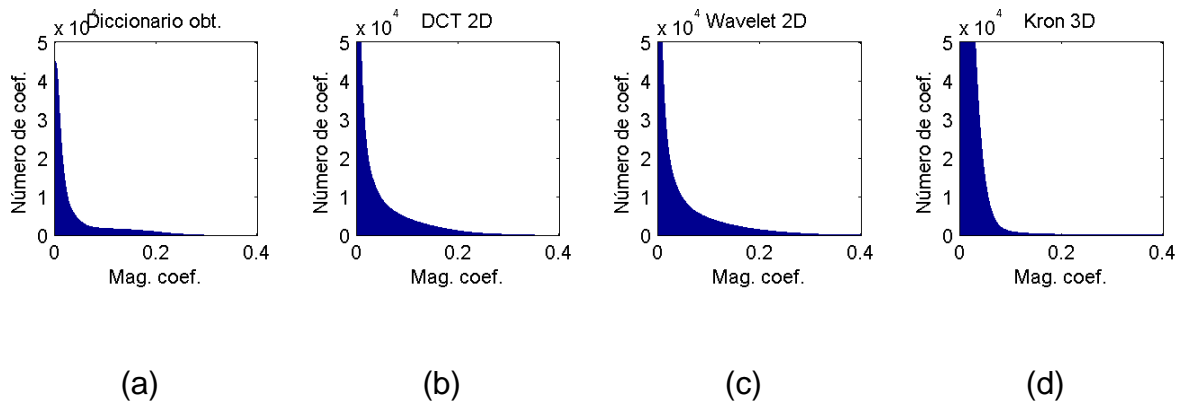 x 10^4 Diccionario obt.
5
4
3
2
1
0
Número de coef.
0 0.2 0.4
Mag. coef.
x 10^4 DCT 2D
5
4
3
2
1
0
Número de coef.
0 0.2 0.4
Mag. coef.
x 10^4 Wavelet 2D
5
4
3
2
1
0
Número de coef.
0 0.2 0.4
Mag. coef.
x 10^4 Kron 3D
5
4
3
2
1
0
Número de coef.
0 0.2 0.4
Mag. coef.
(a) (b) (c) (d)